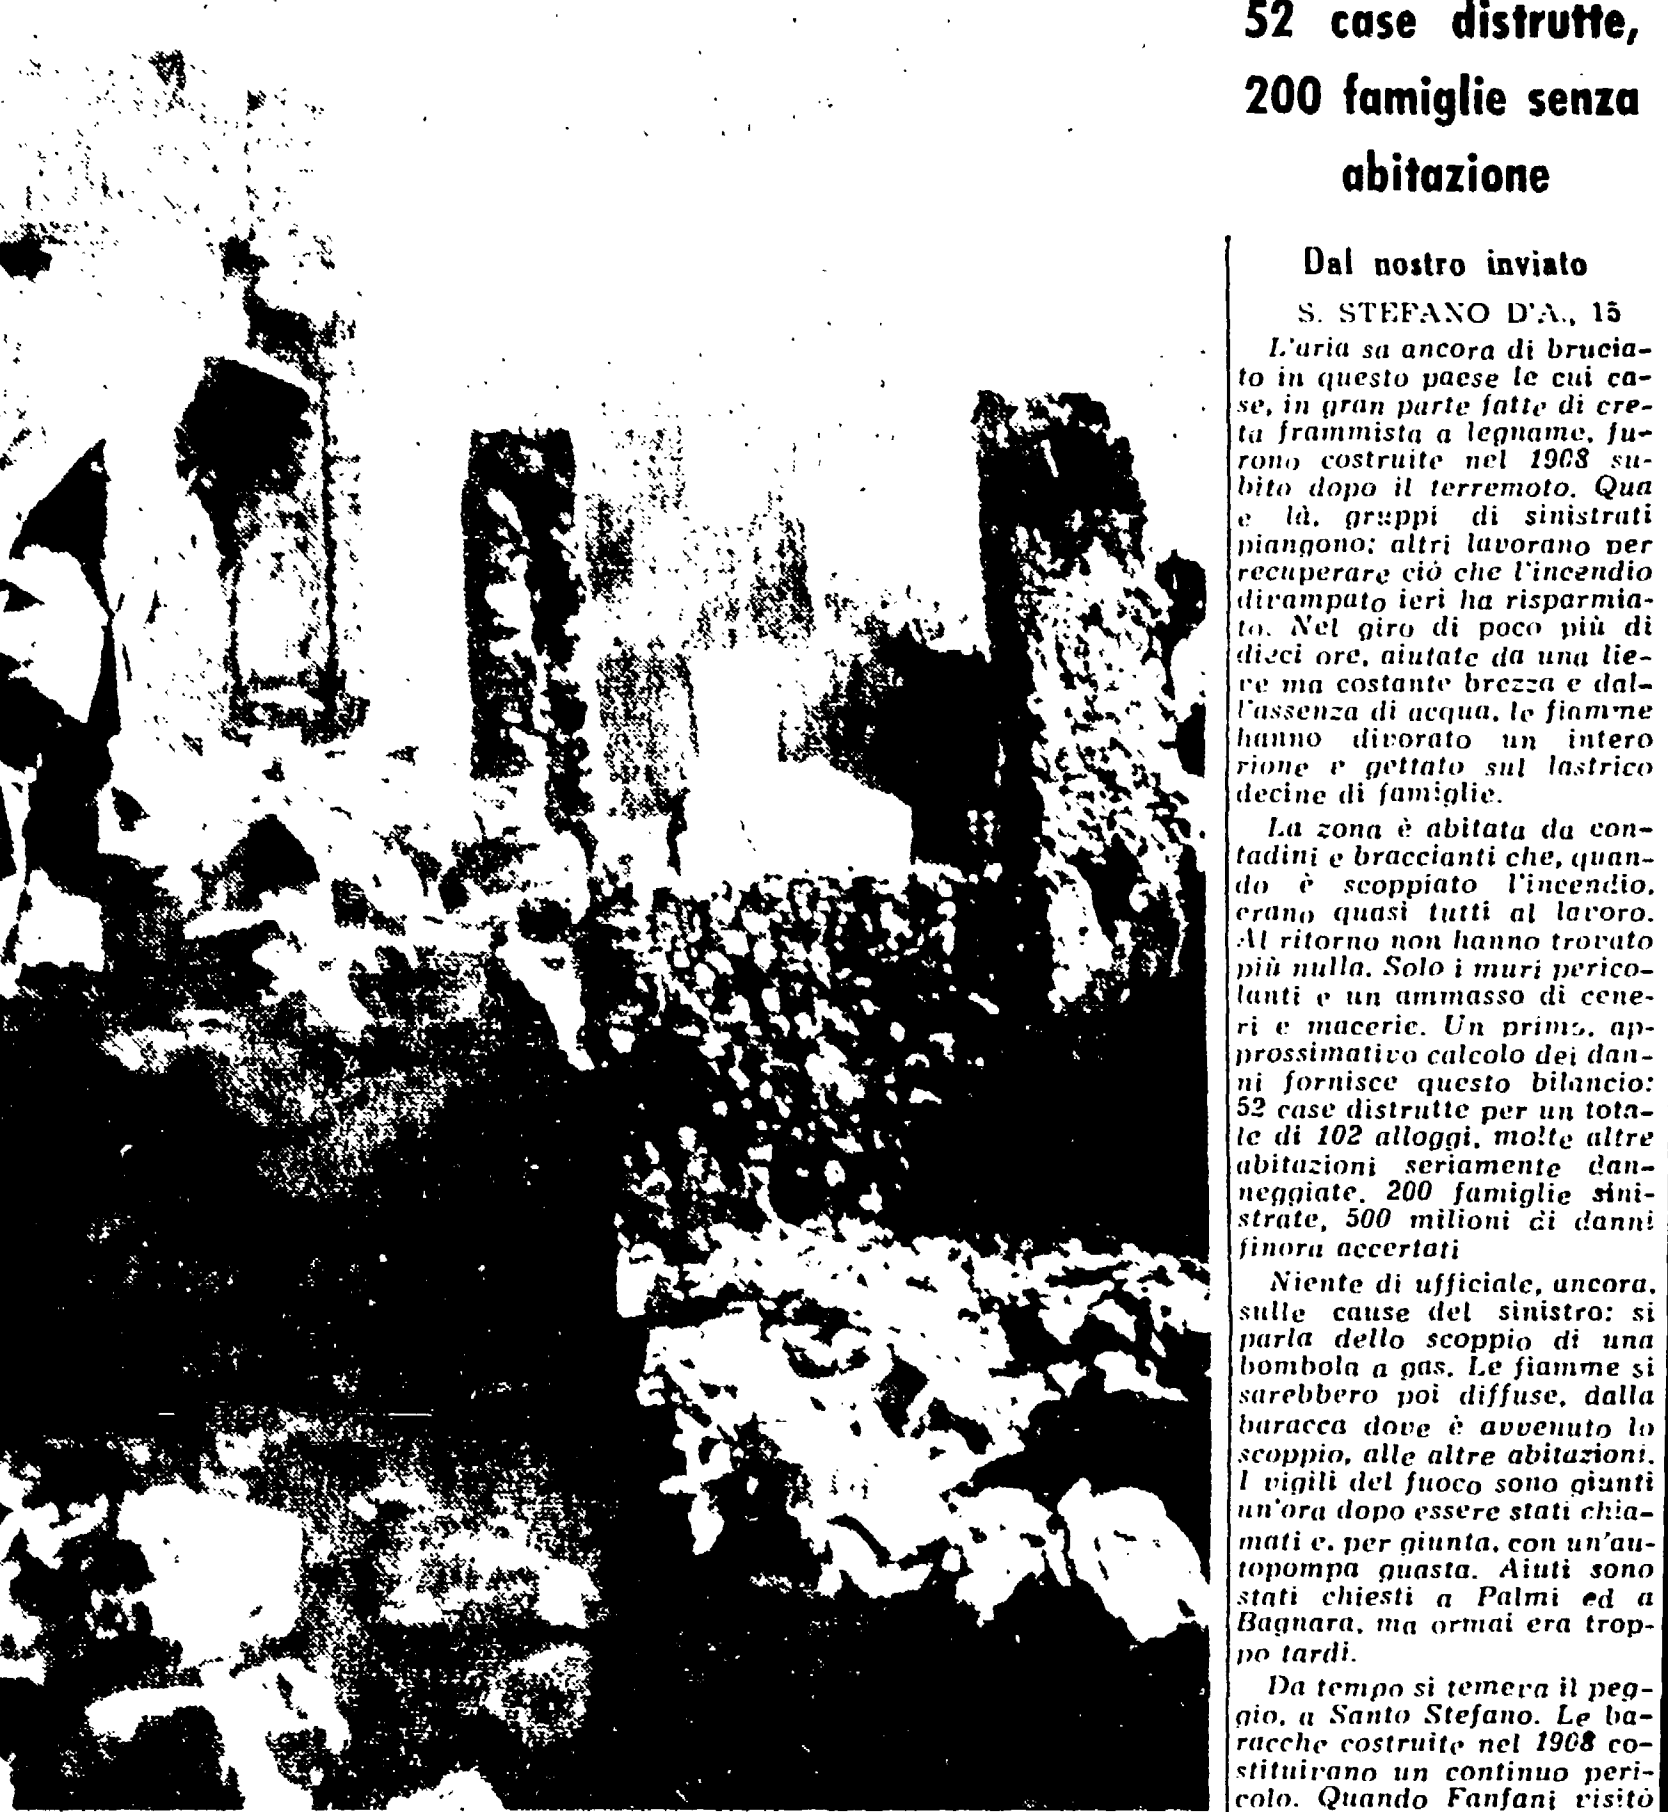 52 case distrutte,
200 famiglie senza
abitazione
Dal nostro inviato
S. STEFANO D'A., 15
L'aria sa ancora di brucia-
to in questo paese le cui ca-
se, in gran parte fatte di cre-
ta frammista a legname, fu-
rono costruite nel 1908 su-
bito dopo il terremoto. Qua
e là, gruppi di sinistrati
piangono; altri lavorano per
recuperare ciò che l'incendio
divampato ieri ha risparmia-
to. Nel giro di poco più di
dieci ore, aiutate da una lie-
ve ma costante brezza e dal-
l'assenza di acqua, le fiamme
hanno divorato un intero
rione e gettato sul lastrico
decine di famiglie.
La zona è abitata da con-
tadini e braccianti che, quan-
do è scoppiato l'incendio,
erano quasi tutti al lavoro.
Al ritorno non hanno trovato
più nulla. Solo i muri perico-
lanti e un ammasso di cene-
ri e macerie. Un primo, ap-
prossimativo calcolo dei dan-
ni fornisce questo bilancio:
52 case distrutte per un tota-
le di 102 alloggi, molte altre
abitazioni seriamente dan-
neggiate, 200 famiglie sini-
strate, 500 milioni di danni
finora accertati
Niente di ufficiale, ancora,
sulle cause del sinistro: si
parla dello scoppio di una
bombola a gas. Le fiamme si
sarebbero poi diffuse, dalla
baracca dove è avvenuto lo
scoppio, alle altre abitazioni.
I vigili del fuoco sono giunti
un'ora dopo essere stati chia-
mati e, per giunta, con un'au-
topompa guasta. Aiuti sono
stati chiesti a Palmi ed a
Bagnara, ma ormai era trop-
po tardi.
Da tempo si temeva il peg-
gio, a Santo Stefano. Le ba-
racche costruite nel 1908 co-
stituivano un continuo peri-
colo. Quando Fanfani visitò